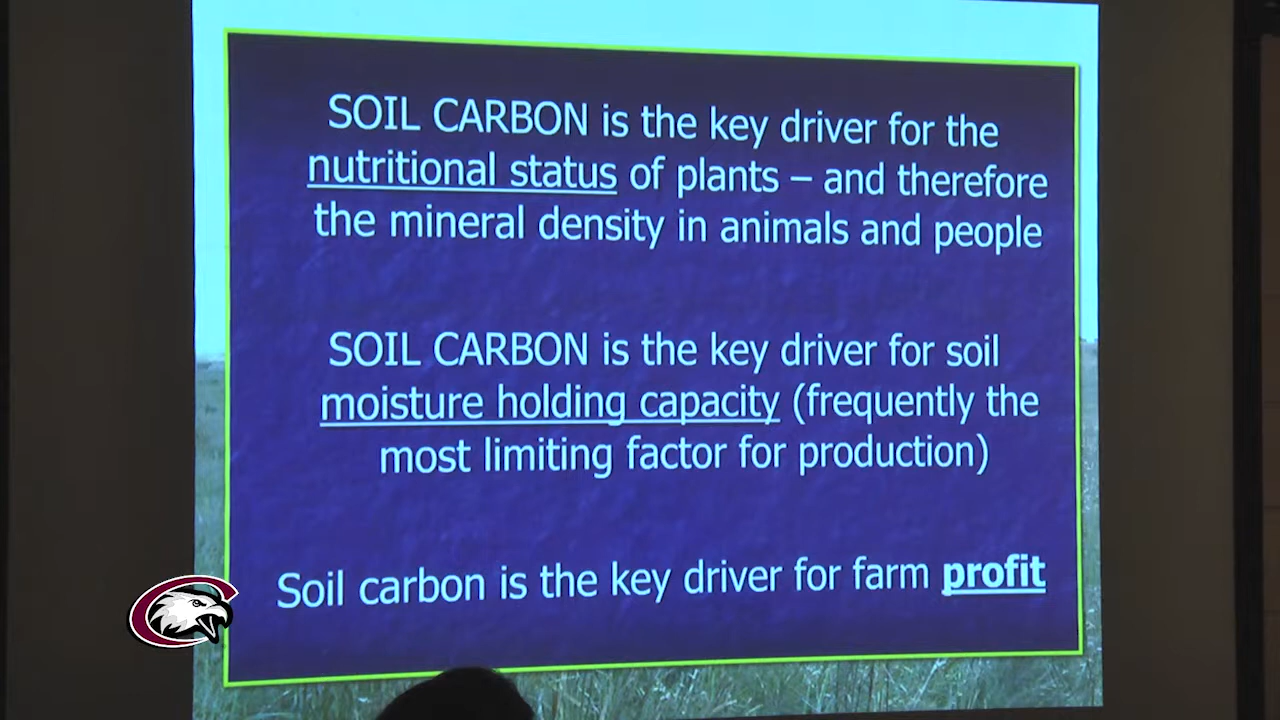 SOIL CARBON is the key driver for the
nutritional status of plants – and therefore
the mineral density in animals and people
SOIL CARBON is the key driver for soil
moisture holding capacity (frequently the
most limiting factor for production)
Soil carbon is the key driver for farm profit